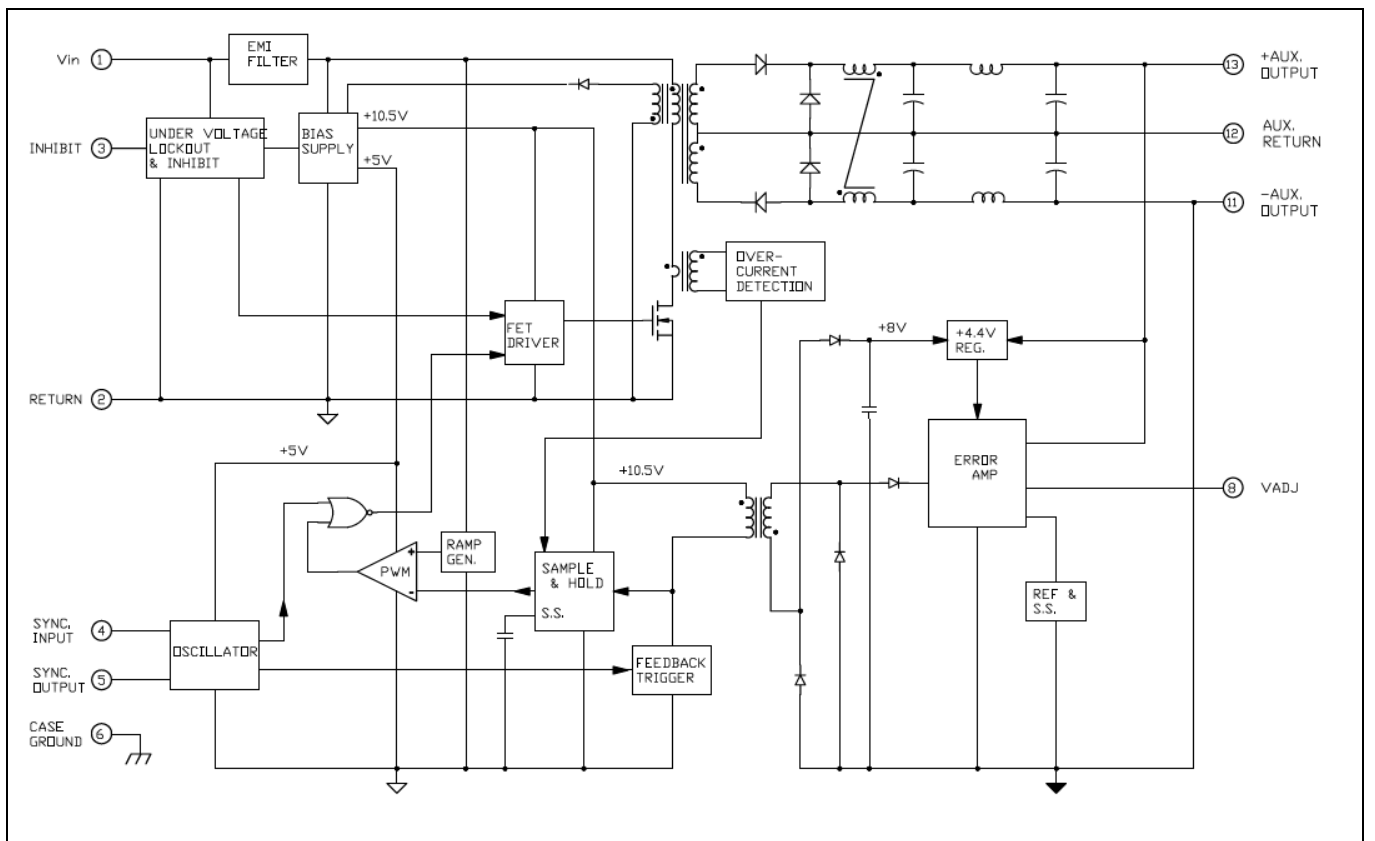 Vin 1
EMI
FILTER
13 +AUX.
OUTPUT
+10.5V
UNDER VOLTAGE
LOCKOUT
& INHIBIT
BIAS
SUPPLY
INHIBIT 3
+5V
12 AUX.
RETURN
11 -AUX.
OUTPUT
OVER-
CURRENT
DETECTION
FET
DRIVER
+8V
+4.4V
REG.
RETURN 2
+5V
+10.5V
ERROR
AMP
8 VADJ
RAMP
GEN.
+
PWM
-
SAMPLE
& HOLD
S.S.
REF &
S.S.
SYNC.
INPUT 4
OSCILLATOR
SYNC.
OUTPUT 5
FEEDBACK
TRIGGER
CASE
GROUND 6